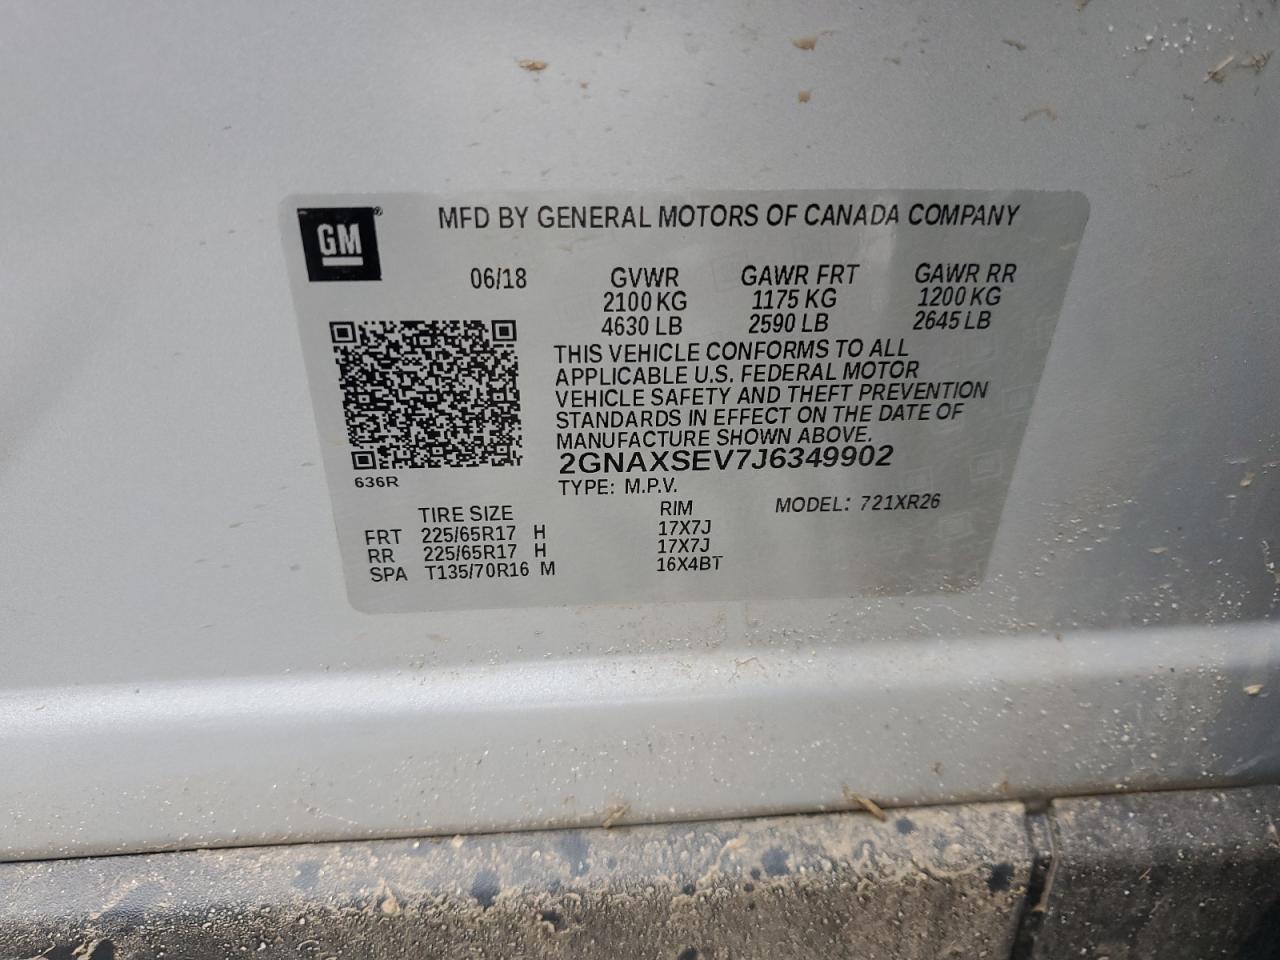 GM®
MFD BY GENERAL MOTORS OF CANADA COMPANY
06/18 GVWR GAWR FRT GAWR RR
2100 KG 1175 KG 1200 KG
4630 LB 2590 LB 2645 LB
THIS VEHICLE CONFORMS TO ALL
APPLICABLE U.S. FEDERAL MOTOR
VEHICLE SAFETY AND THEFT PREVENTION
STANDARDS IN EFFECT ON THE DATE OF
MANUFACTURE SHOWN ABOVE.
2GNAXSEV7J6349902
636R
TYPE: M.P.V.
MODEL: 721XR26
TIRE SIZE RIM
FRT 225/65R17 H 17X7J
RR 225/65R17 H 17X7J
SPA T135/70R16 M 16X4BT